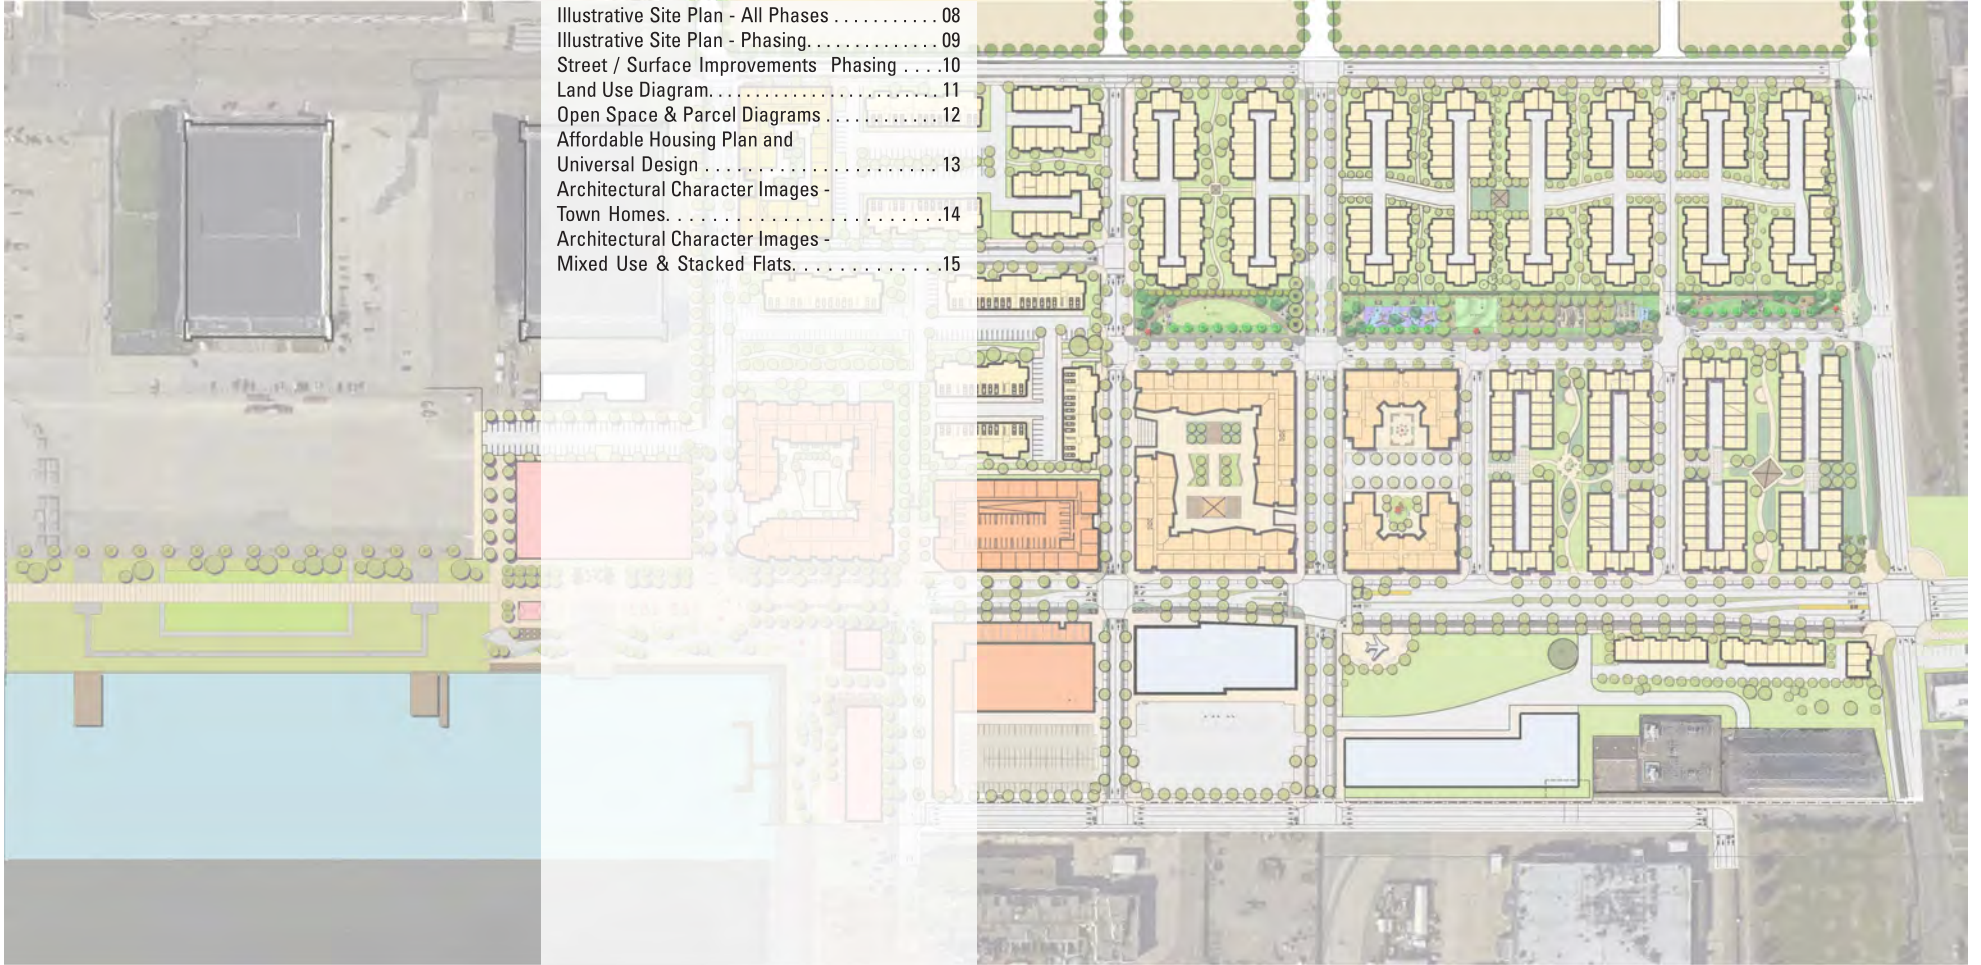 Illustrative Site Plan - All Phases . . . . . . . . . . . 08
Illustrative Site Plan - Phasing. . . . . . . . . . . . . . 09
Street / Surface Improvements Phasing . . . .10
Land Use Diagram. . . . . . . . . . . . . . . . . . . . . . . . 11
Open Space & Parcel Diagrams . . . . . . . . . . . . 12
Affordable Housing Plan and
Universal Design . . . . . . . . . . . . . . . . . . . . . . . 13
Architectural Character Images -
Town Homes. . . . . . . . . . . . . . . . . . . . . . . . .14
Architectural Character Images -
Mixed Use & Stacked Flats. . . . . . . . . . . . . .15